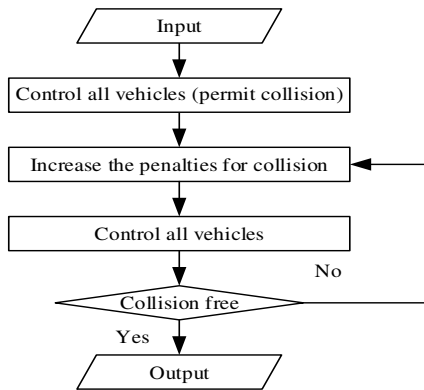 Input
Control all vehicles (permit collision)
Increase the penalties for collision
Control all vehicles
No
Collision free
Yes
Output